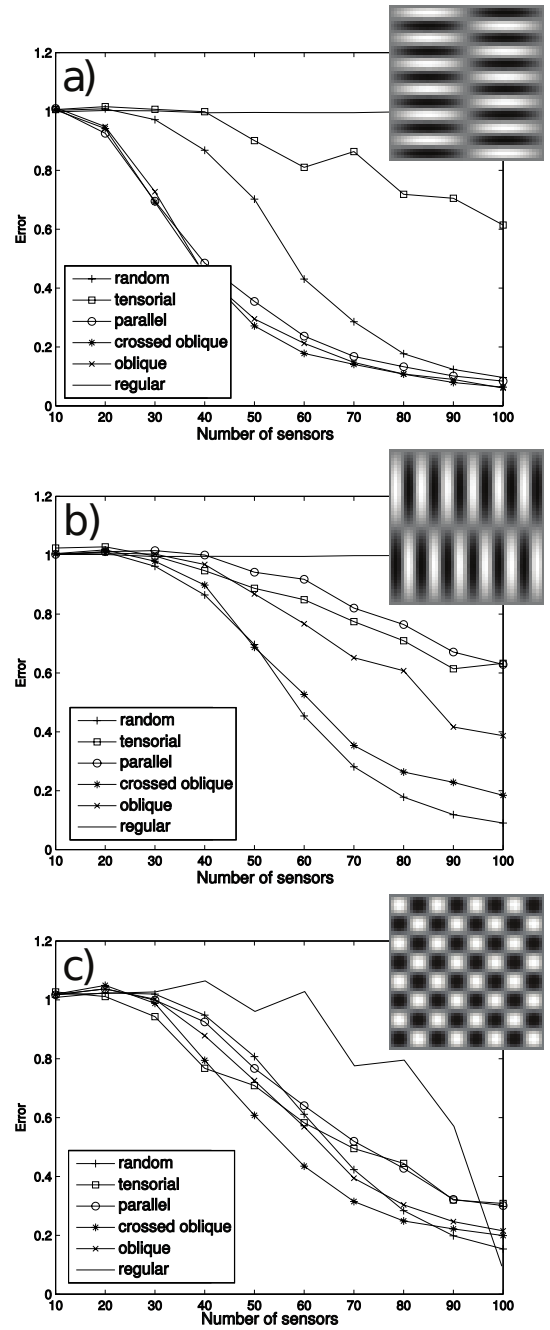 a)
1.2
1
0.8
0.6
0.4
0.2
0
Error
random
tensorial
parallel
crossed oblique
oblique
regular
10 20 30 40 50 60 70 80 90 100
Number of sensors
b)
1.2
1
0.8
0.6
0.4
0.2
0
Error
random
tensorial
parallel
crossed oblique
oblique
regular
10 20 30 40 50 60 70 80 90 100
Number of sensors
c)
1.2
1
0.8
0.6
0.4
0.2
0
Error
random
tensorial
parallel
crossed oblique
oblique
regular
10 20 30 40 50 60 70 80 90 100
Number of sensors